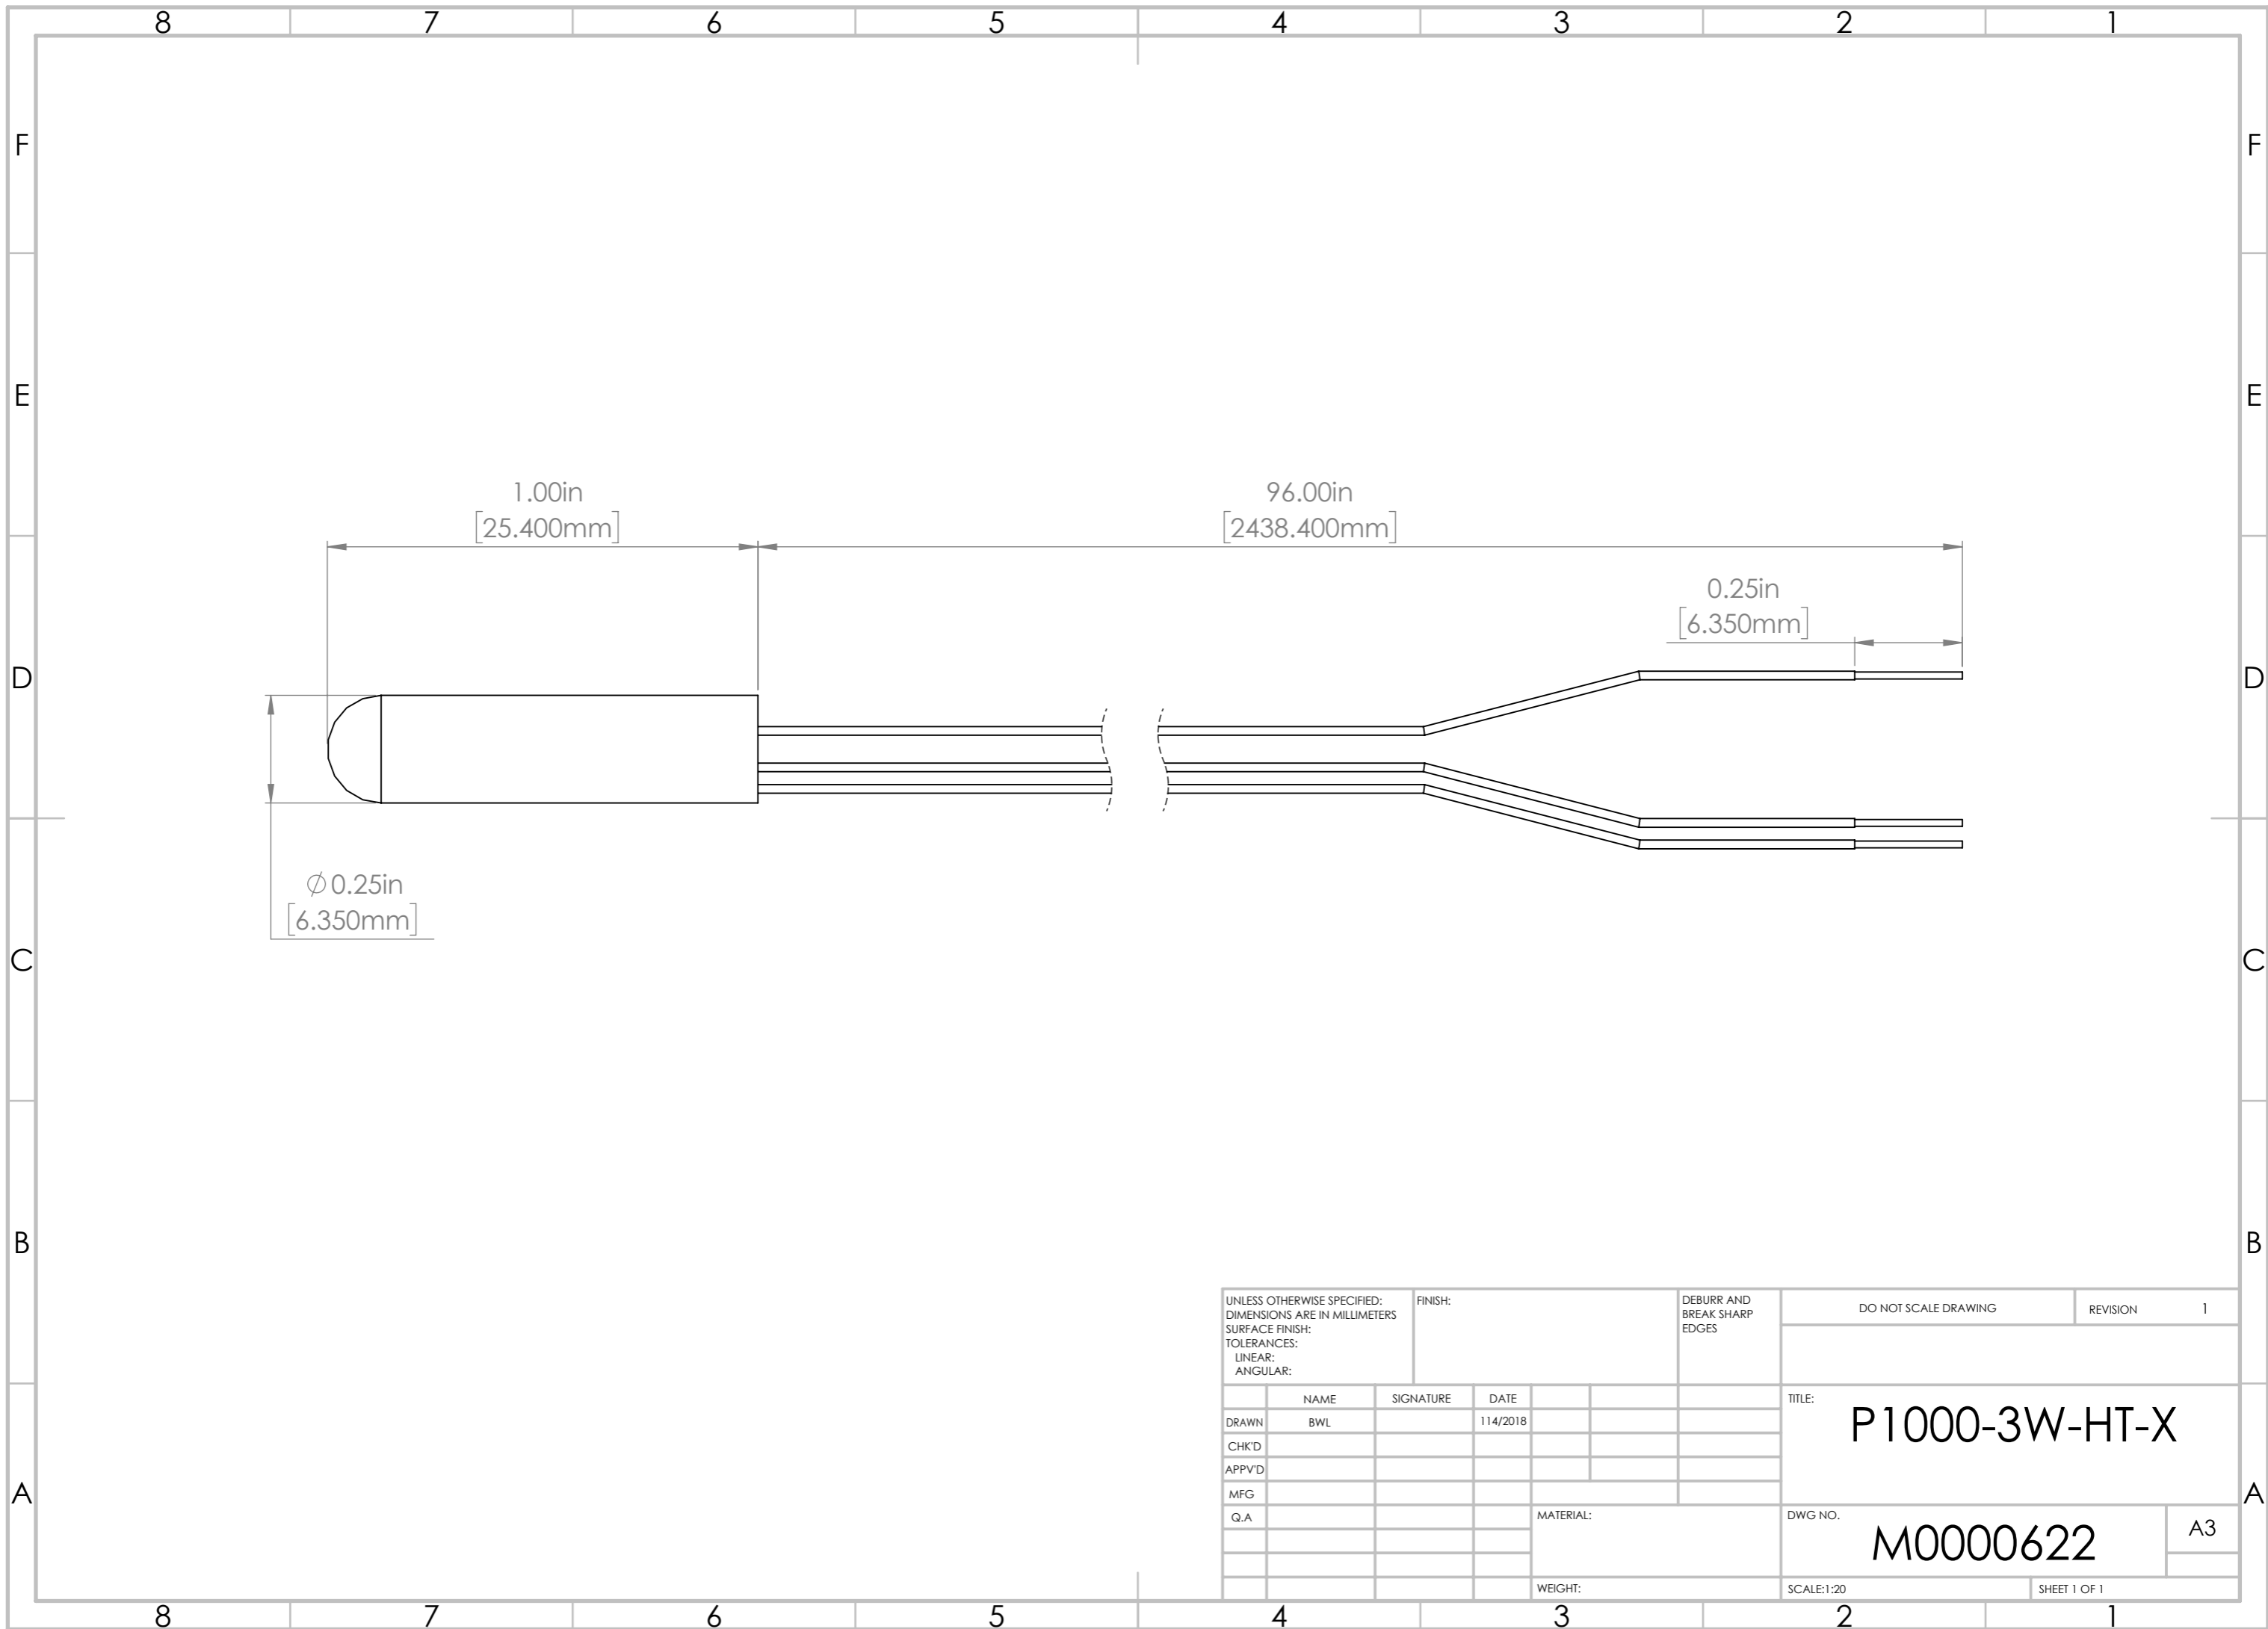 8 7 6 5 4 3 2 1
F F
E E
1.00in
[25.400mm]
96.00in
[2438.400mm]
0.25in
[6.350mm]
D D
∅0.25in
[6.350mm]
C C
B B
UNLESS OTHERWISE SPECIFIED:
DIMENSIONS ARE IN MILLIMETERS
SURFACE FINISH:
TOLERANCES:
LINEAR:
ANGULAR:
FINISH:
DEBURR AND
BREAK SHARP
EDGES
DO NOT SCALE DRAWING
REVISION 1
NAME SIGNATURE DATE
DRAWN BWL 114/2018
CHK'D
APPV'D
MFG
Q.A
TITLE:
P1000-3W-HT-X
A A
MATERIAL:
DWG NO.
M0000622
A3
WEIGHT:
SCALE:1:20
SHEET 1 OF 1
8 7 6 5 4 3 2 1